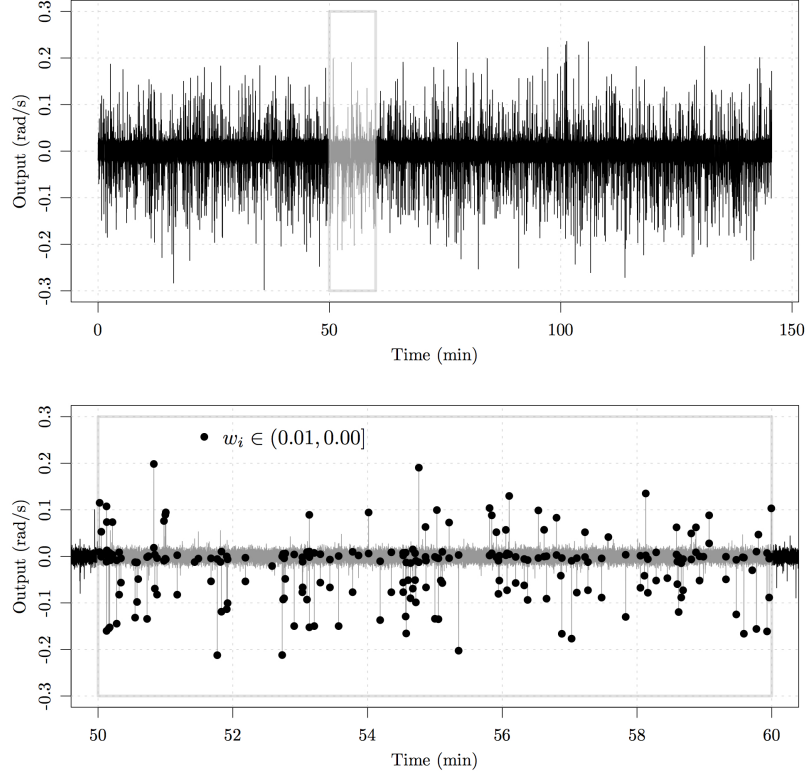 0.3
0.2
0.1
0.0
-0.1
-0.2
-0.3
Output (rad/s)
0 50 100 150
Time (min)
0.3
0.2
0.1
0.0
-0.1
-0.2
-0.3
Output (rad/s)
w_i ∈ (0.01, 0.00]
50 52 54 56 58 60
Time (min)